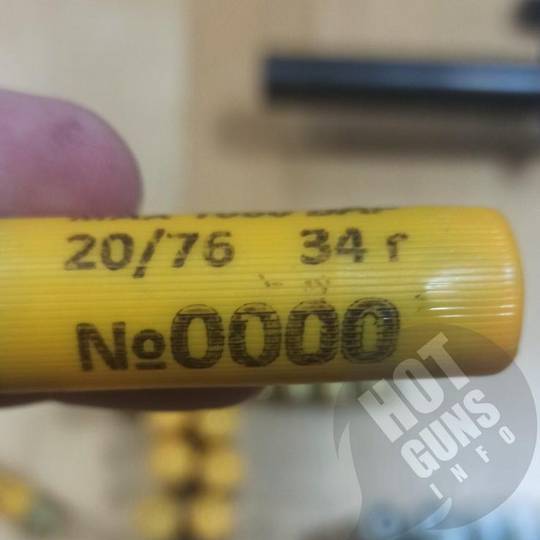 20/76 34 г
№0000
HOT
GUNS
INFO